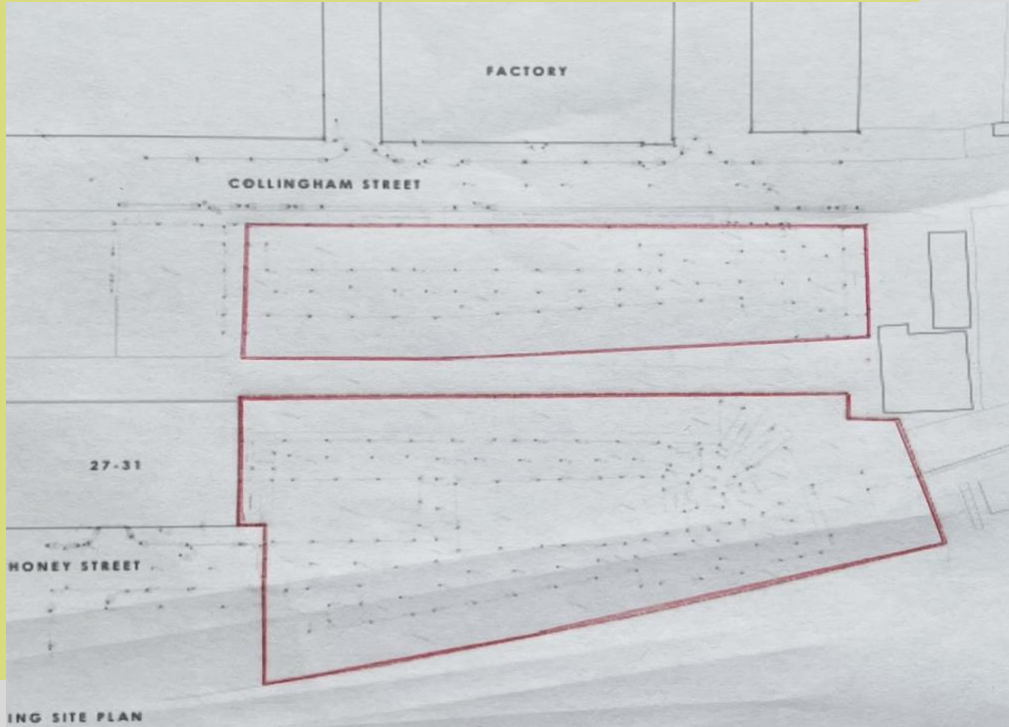 FACTORY
COLLINGHAM STREET
27-31
HONEY STREET
ING SITE PLAN